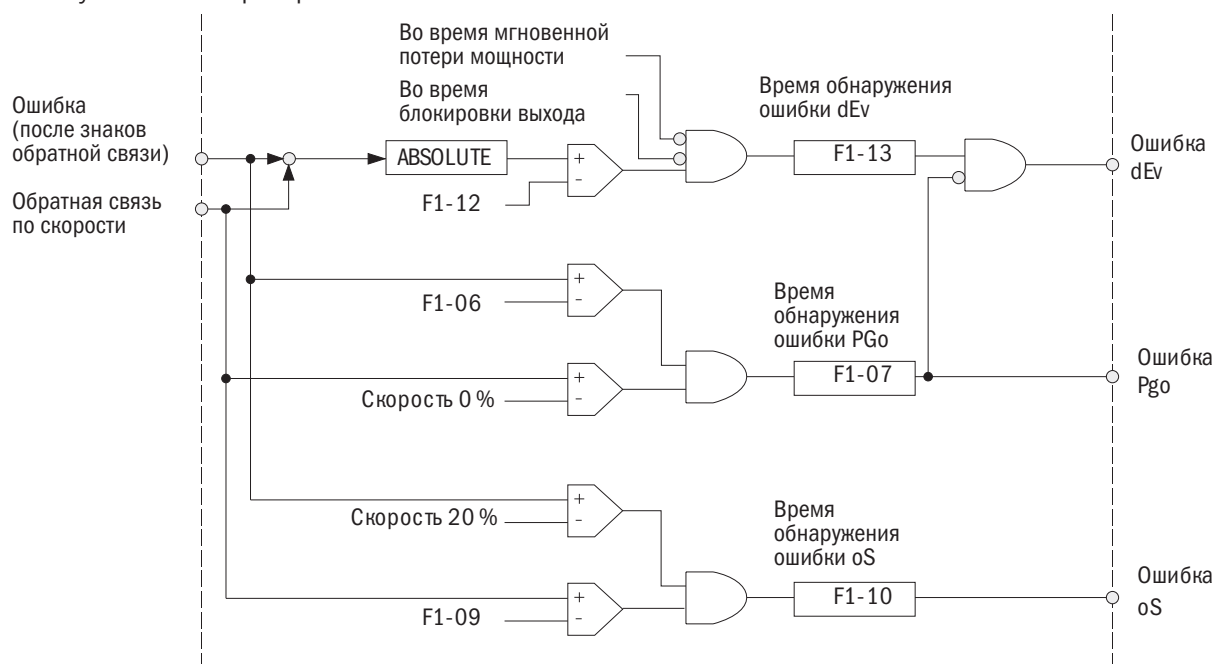 Во время мгновенной
потери мощности
Во время
блокировки выхода
Время обнаружения
ошибки dEv
Ошибка
(после знаков
обратной связи)
Обратная связь
по скорости
ABSOLUTE
+
-
F1-12
F1-13
Ошибка
dEv
+
-
F1-06
Время
обнаружения
ошибки PGo
F1-07
Ошибка
Pgo
+
-
Скорость 0 %
+
-
Скорость 20 %
Время
обнаружения
ошибки oS
F1-10
Ошибка
oS
+
-
F1-09